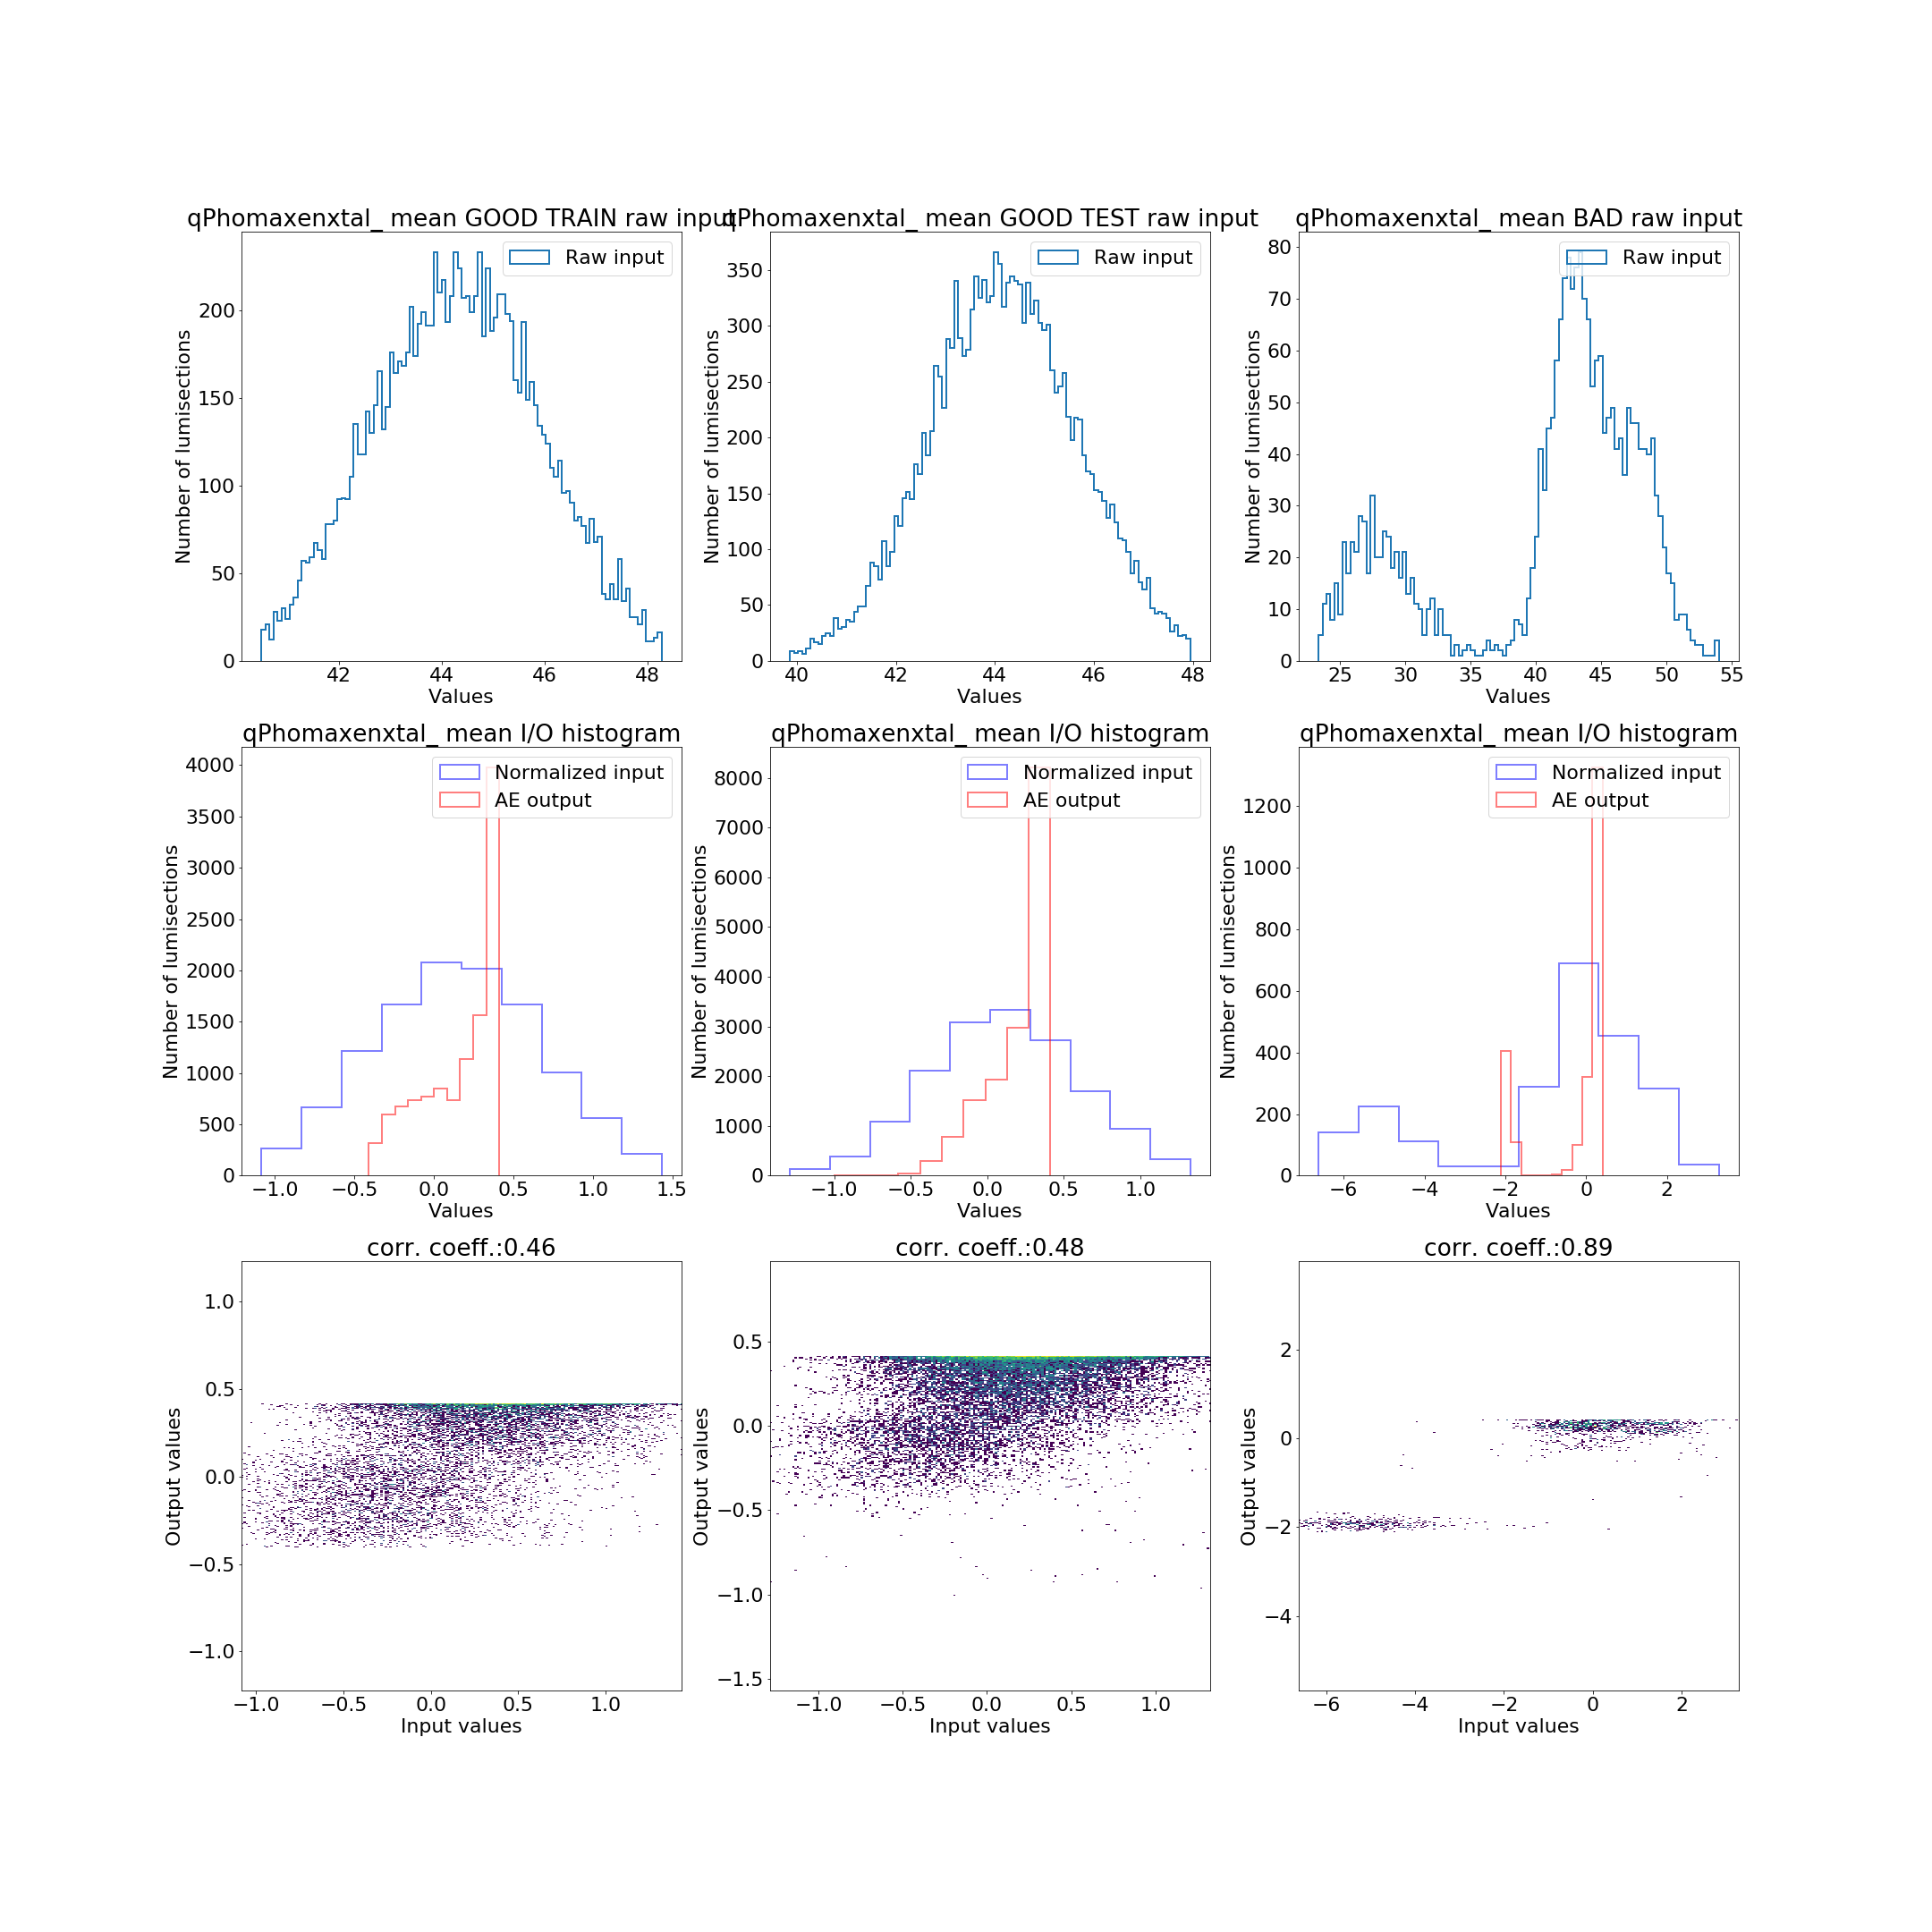 qPhomaxenxtal_ mean GOOD TRAIN raw input
Raw input
Number of lumisections
200
150
100
50
0
42 44 46 48
Values
qPhomaxenxtal_ mean GOOD TEST raw input
Raw input
Number of lumisections
350
300
250
200
150
100
50
0
40 42 44 46 48
Values
qPhomaxenxtal_ mean BAD raw input
Raw input
Number of lumisections
80
70
60
50
40
30
20
10
0
25 30 35 40 45 50 55
Values
qPhomaxenxtal_ mean I/O histogram
Normalized input
AE output
Number of lumisections
4000
3500
3000
2500
2000
1500
1000
500
0
−1.0 −0.5 0.0 0.5 1.0 1.5
Values
qPhomaxenxtal_ mean I/O histogram
Normalized input
AE output
Number of lumisections
8000
7000
6000
5000
4000
3000
2000
1000
0
−1.0 −0.5 0.0 0.5 1.0
Values
qPhomaxenxtal_ mean I/O histogram
Normalized input
AE output
Number of lumisections
1200
1000
800
600
400
200
0
−6 −4 −2 0 2
Values
corr. coeff.:0.46
Output values
1.0
0.5
0.0
−0.5
−1.0
−1.0 −0.5 0.0 0.5 1.0
Input values
corr. coeff.:0.48
Output values
0.5
0.0
−0.5
−1.0
−1.5
−1.0 −0.5 0.0 0.5 1.0
Input values
corr. coeff.:0.89
Output values
2
0
−2
−4
−6 −4 −2 0 2
Input values